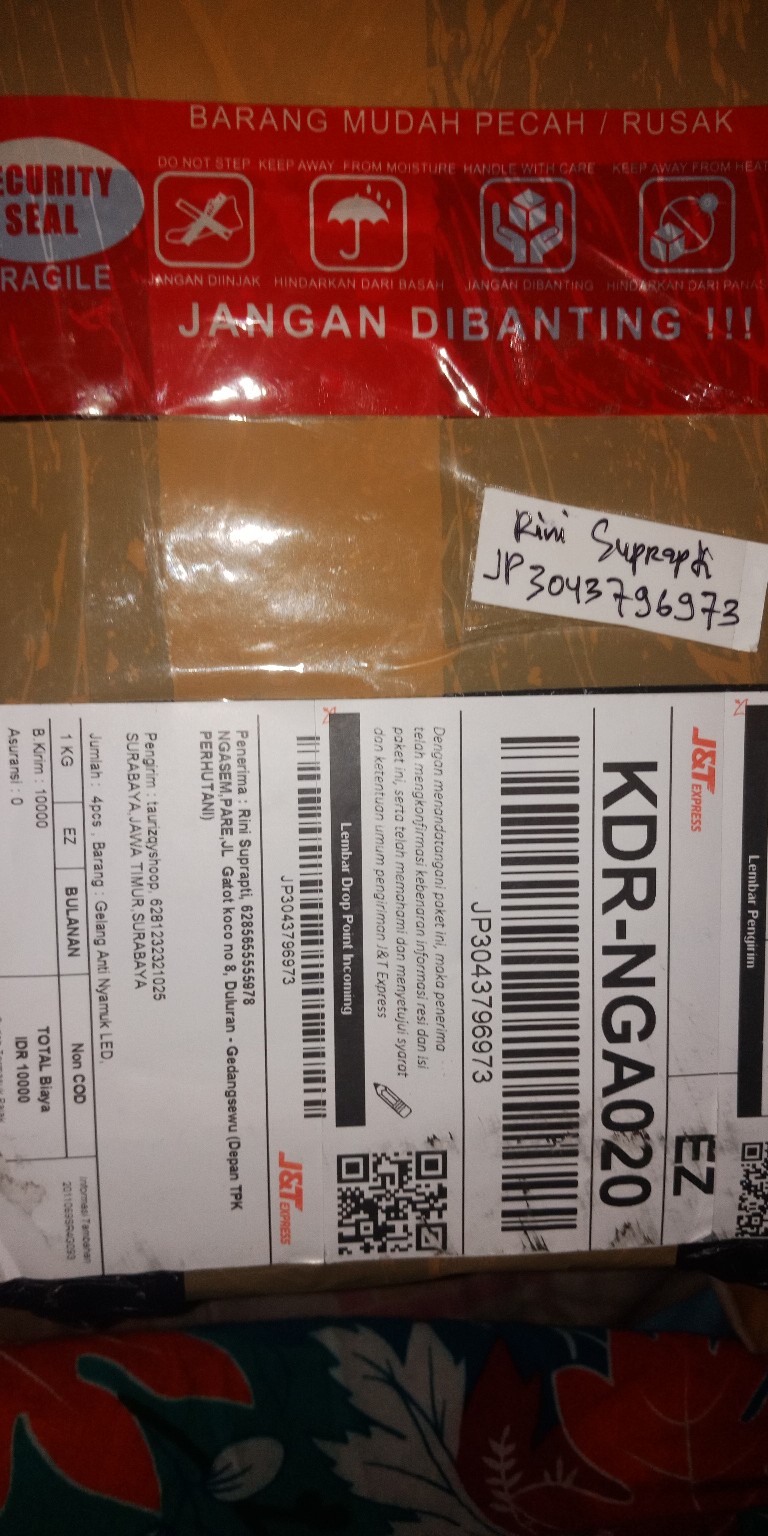 BARANG MUDAH PECAH / RUSAK
SECURITY
SEAL
FRAGILE
DO NOT STEP KEEP AWAY FROM MOISTURE HANDLE WITH CARE KEEP AWAY FROM HEAT
JANGAN DIINJAK HINDARKAN DARI BASAH JANGAN DIBANTING HINDARKAN DARI PANAS
JANGAN DIBANTING !!!
Rini Suprapti
JP3043796973
Lembar Pengirim
J&T EXPRESS
EZ
KDR-NGA020
JP3043796973
Dengan menandatangani paket ini, maka penerima
telah mengkonfirmasi kebenaran informasi resi dan isi
paket ini, serta telah memahami dan menyetujui syarat
dan ketentuan umum pengiriman J&T Express
Lembar Drop Point Incoming
JP3043796973
J&T EXPRESS
Penerima : Rini Suprapti, 6285655555978
NGASEM,PARE,JL Gatot koco no 8, Duluran - Gedangsewu (Depan TPK
PERHUTANI)
Pengirim : taurizqyshoop, 6281232321025
SURABAYA,JAWA TIMUR,SURABAYA
Jumlah : 4pcs , Barang : Gelang Anti Nyamuk LED,
1 KG EZ BULANAN Non COD
Informasi Tambahan
B.Kirim : 10000 TOTAL Biaya
Asuransi : 0 IDR 10000